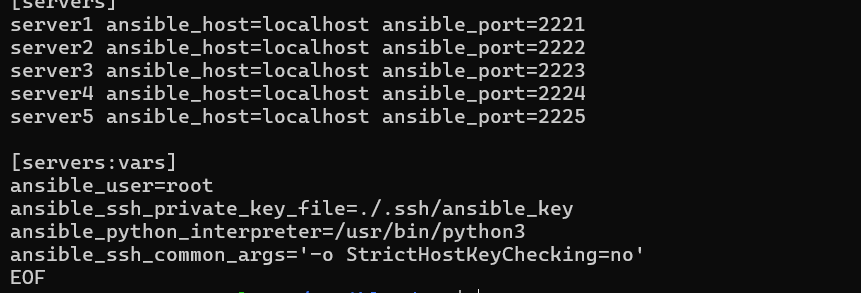 [servers]
server1 ansible_host=localhost ansible_port=2221
server2 ansible_host=localhost ansible_port=2222
server3 ansible_host=localhost ansible_port=2223
server4 ansible_host=localhost ansible_port=2224
server5 ansible_host=localhost ansible_port=2225
[servers:vars]
ansible_user=root
ansible_ssh_private_key_file=./.ssh/ansible_key
ansible_python_interpreter=/usr/bin/python3
ansible_ssh_common_args='-o StrictHostKeyChecking=no'
EOF